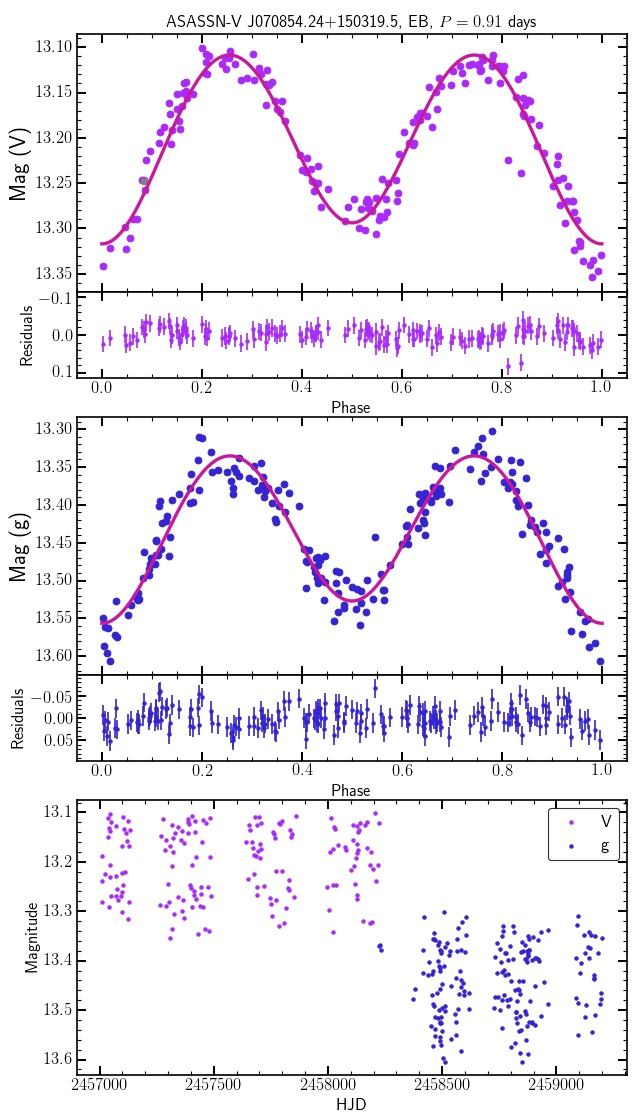 ASASSN-V J070854.24+150319.5, EB, P = 0.91 days
13.10
13.15
13.20
13.25
13.30
13.35
Mag (V)
−0.1
0.0
0.1
Residuals
0.0 0.2 0.4 0.6 0.8 1.0
Phase
13.30
13.35
13.40
13.45
13.50
13.55
13.60
Mag (g)
−0.05
0.00
0.05
Residuals
0.0 0.2 0.4 0.6 0.8 1.0
Phase
V
g
13.1
13.2
13.3
13.4
13.5
13.6
Magnitude
2457000 2457500 2458000 2458500 2459000
HJD